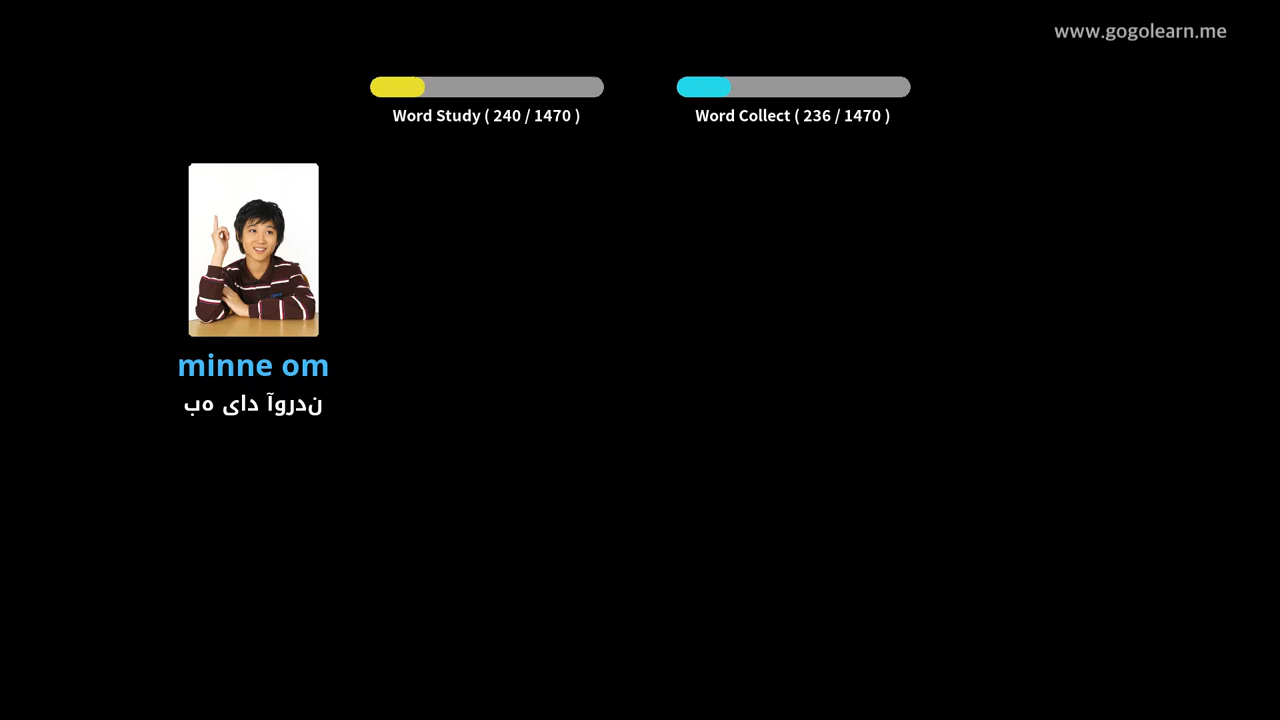 www.gogolearn.me
Word Study ( 240 / 1470 )
Word Collect ( 236 / 1470 )
minne om
به یاد آوردن